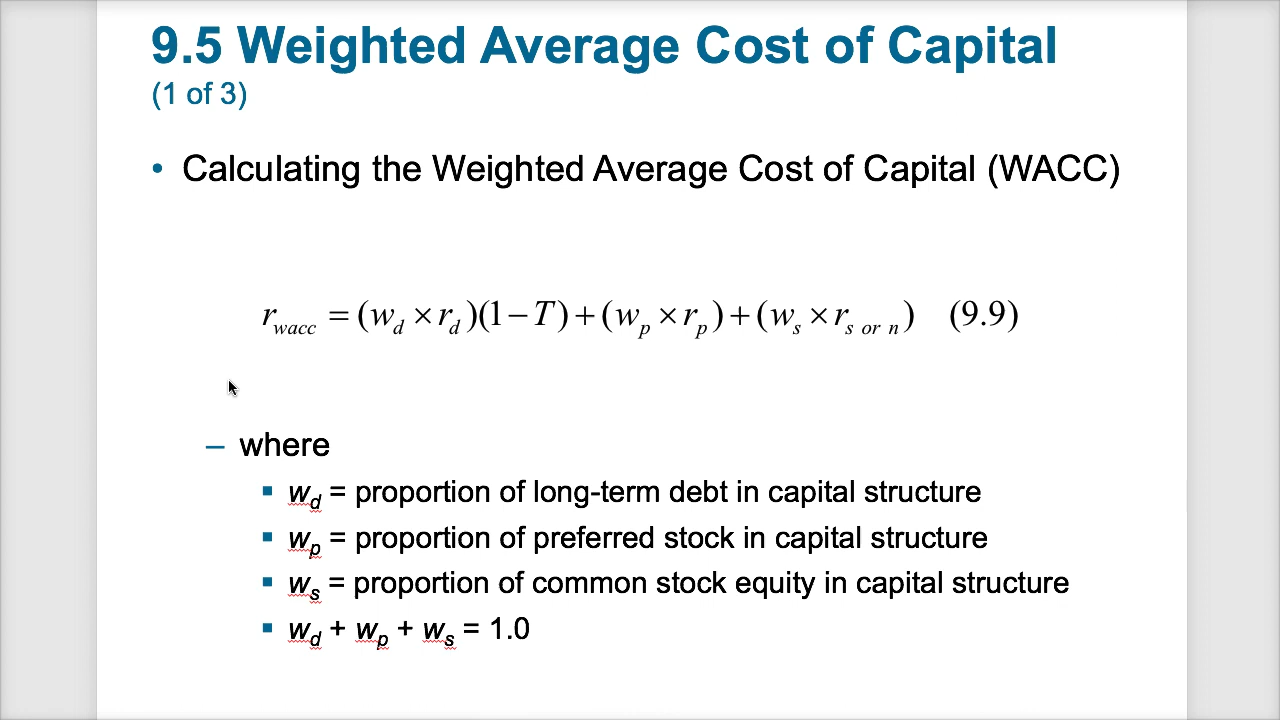 9.5 Weighted Average Cost of Capital
(1 of 3)
• Calculating the Weighted Average Cost of Capital (WACC)
r_wacc = (w_d × r_d)(1 − T) + (w_p × r_p) + (w_s × r_s or n) (9.9)
– where
▪ w_d = proportion of long-term debt in capital structure
▪ w_p = proportion of preferred stock in capital structure
▪ w_s = proportion of common stock equity in capital structure
▪ w_d + w_p + w_s = 1.0